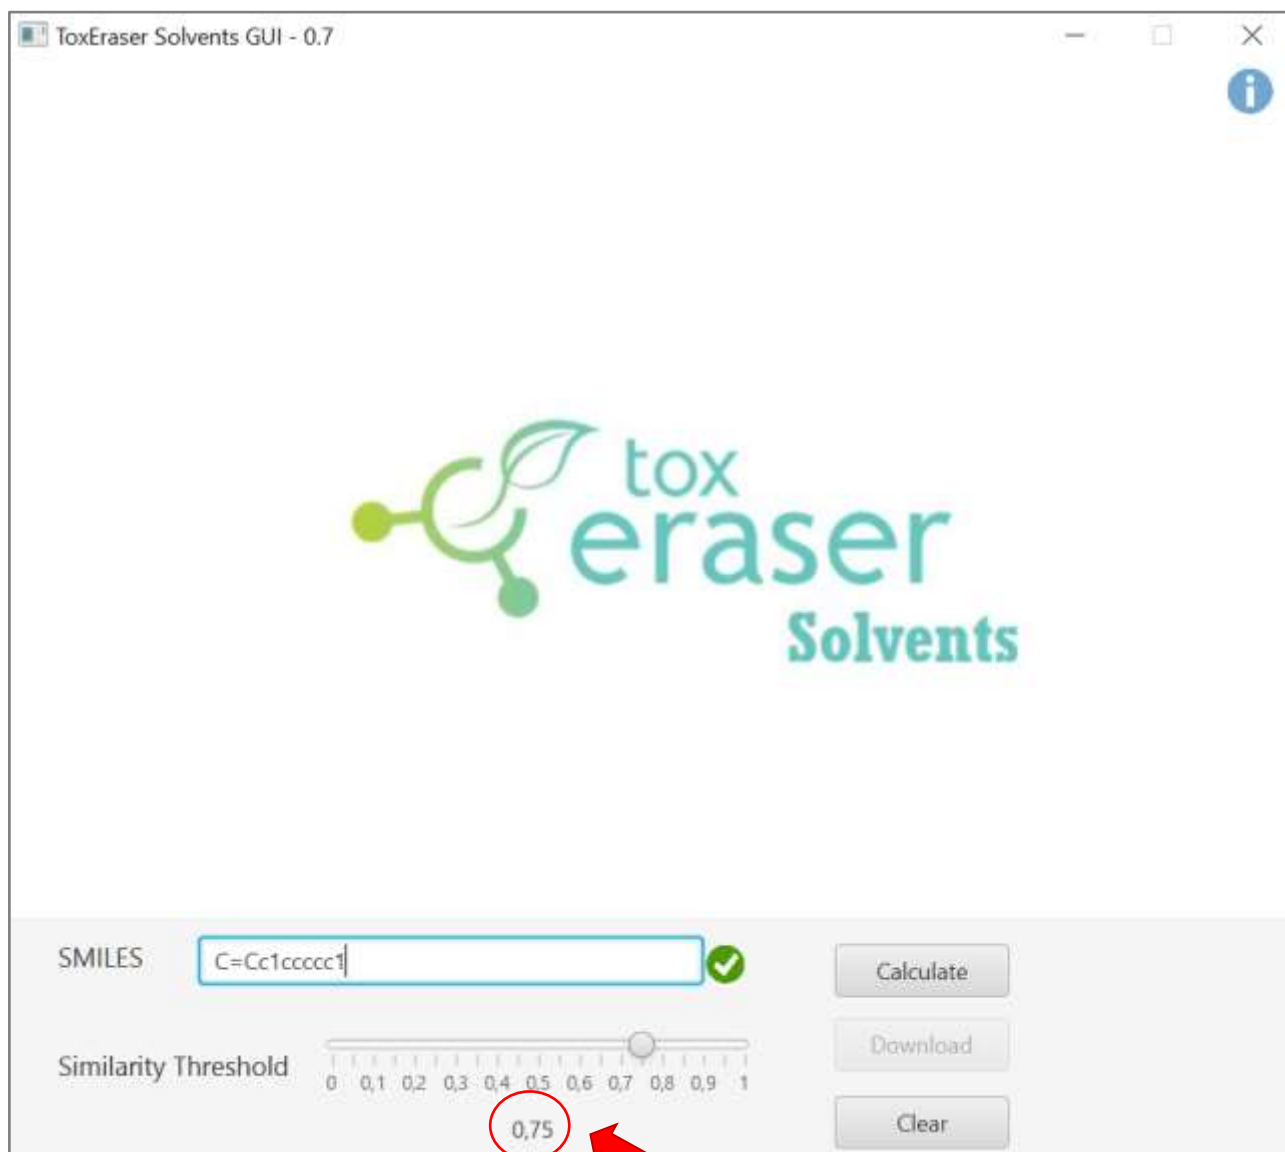 ToxEraser Solvents GUI - 0.7
tox
eraser
Solvents
SMILES
C=Cc1ccccc1
Calculate
Similarity Threshold
0 0,1 0,2 0,3 0,4 0,5 0,6 0,7 0,8 0,9 1
Download
0,75
Clear